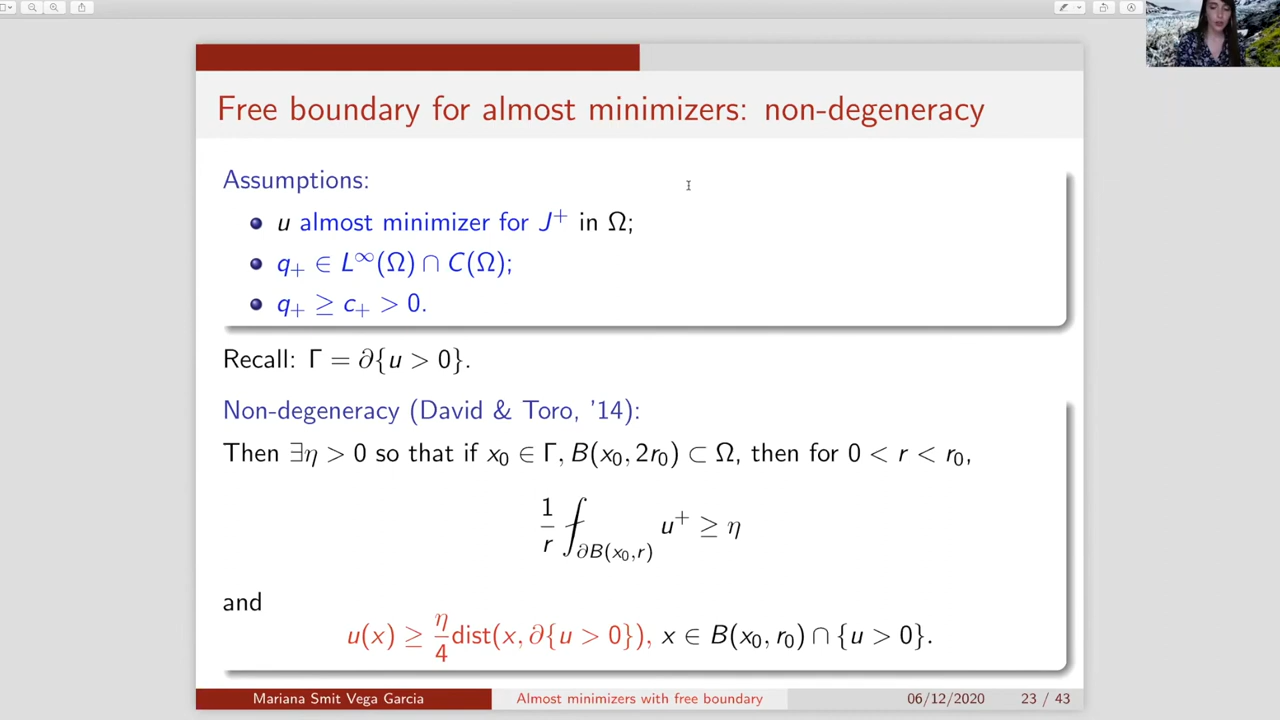 Free boundary for almost minimizers: non-degeneracy
Assumptions:
u almost minimizer for J⁺ in Ω;
q₊ ∈ L^∞(Ω) ∩ C(Ω);
q₊ ≥ c₊ > 0.
Recall: Γ = ∂{u > 0}.
Non-degeneracy (David & Toro, '14):
Then ∃η > 0 so that if x₀ ∈ Γ, B(x₀, 2r₀) ⊂ Ω, then for 0 < r < r₀,
1/r ⨍_{∂B(x₀,r)} u⁺ ≥ η
and
u(x) ≥ η/4 dist(x, ∂{u > 0}), x ∈ B(x₀, r₀) ∩ {u > 0}.
Mariana Smit Vega Garcia Almost minimizers with free boundary 06/12/2020 23 / 43